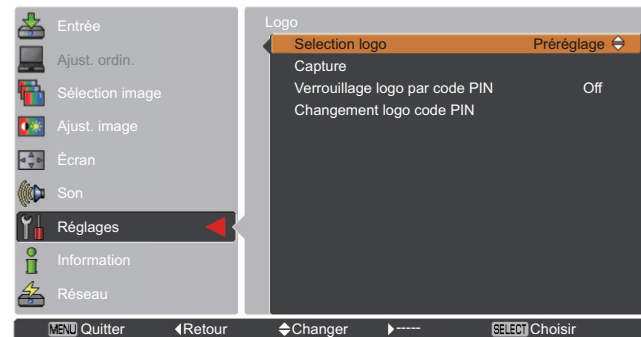 Entrée
Ajust. ordin.
Sélection image
Ajust. image
Écran
Son
Réglages
Information
Réseau
Logo
Selection logo Préréglage
Capture
Verrouillage logo par code PIN Off
Changement logo code PIN
MENU Quitter Retour Changer ----- SELECT Choisir